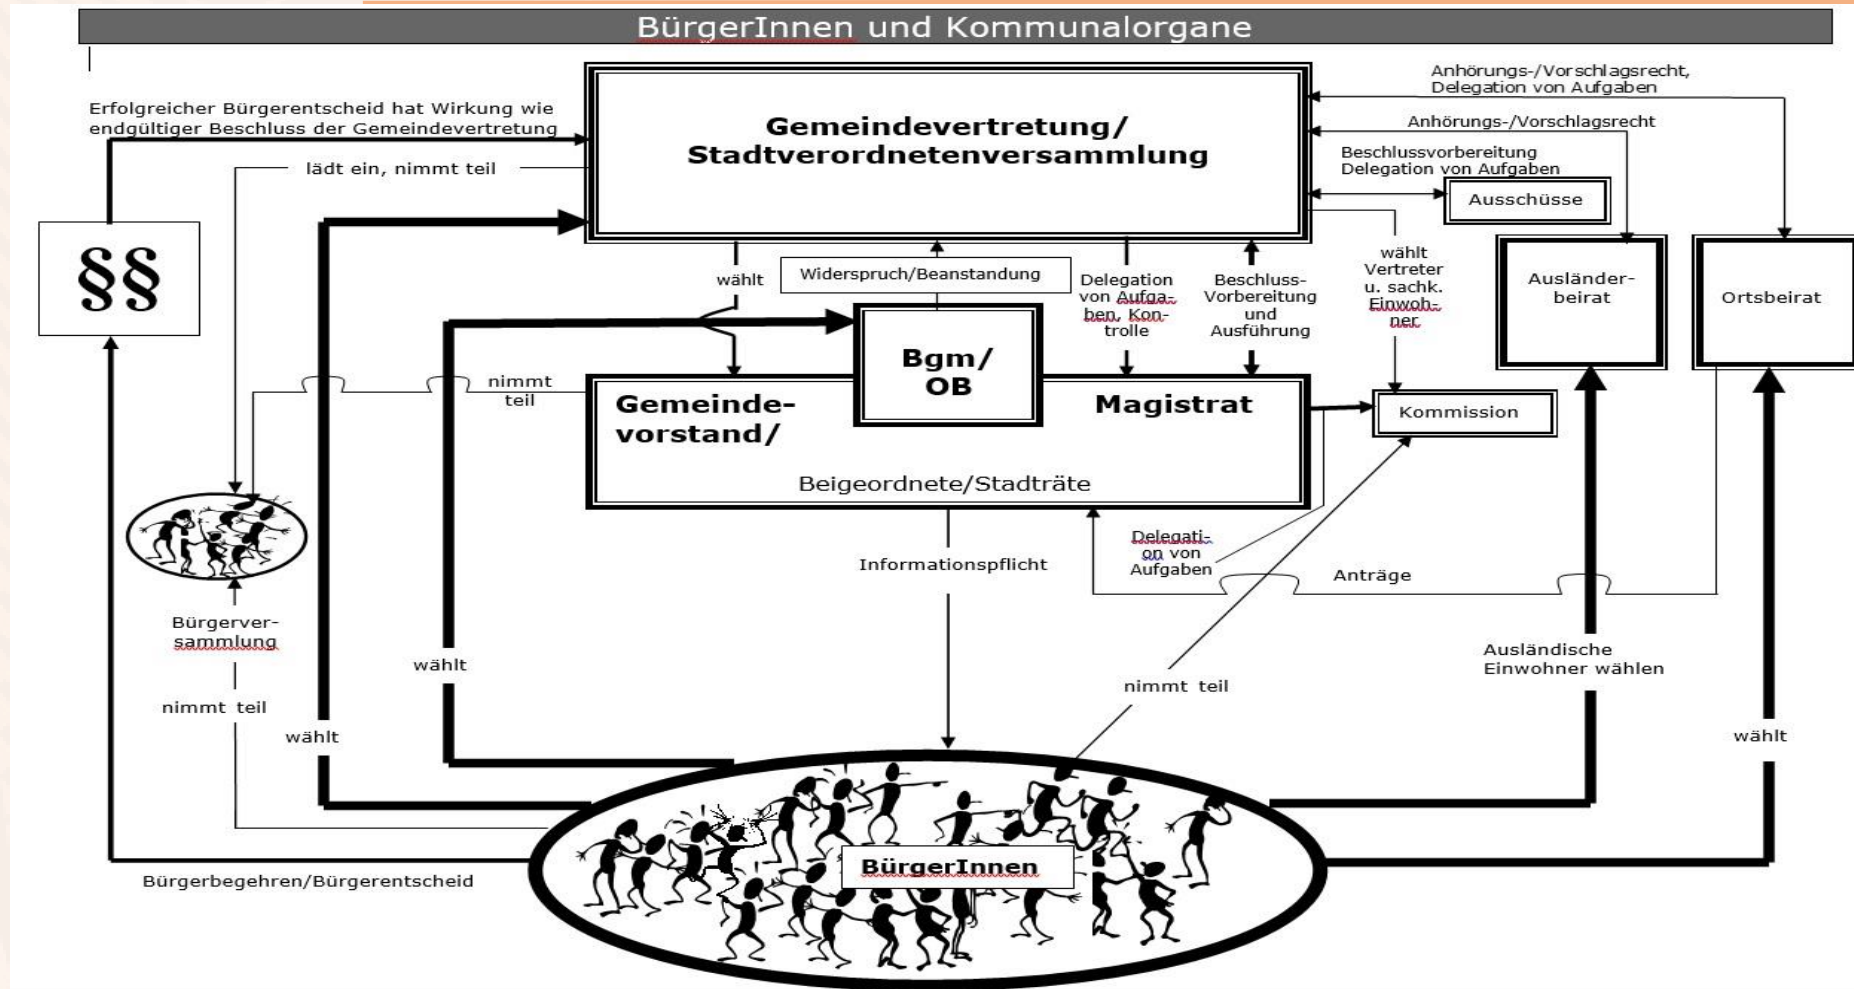 BürgerInnen und Kommunalorgane
Erfolgreicher Bürgerentscheid hat Wirkung wie
endgültiger Beschluss der Gemeindevertretung
lädt ein, nimmt teil
§§
Gemeindevertretung/
Stadtverordnetenversammlung
Anhörungs-/Vorschlagsrecht,
Delegation von Aufgaben
Anhörungs-/Vorschlagsrecht
Beschlussvorbereitung
Delegation von Aufgaben
Ausschüsse
wählt
Widerspruch/Beanstandung
Delegation
von Aufga-
ben, Kon-
trolle
Beschluss-
Vorbereitung
und
Ausführung
wählt
Vertreter
u. sachk.
Einwoh-
ner
Ausländer-
beirat
Ortsbeirat
nimmt
teil
Bgm/
OB
Gemeinde-
vorstand/
Magistrat
Beigeordnete/Stadträte
Kommission
Informationspflicht
Delegati-
on von
Aufgaben
Anträge
Bürgerver-
sammlung
nimmt teil
wählt
wählt
nimmt teil
Ausländische
Einwohner wählen
wählt
BürgerInnen
Bürgerbegehren/Bürgerentscheid